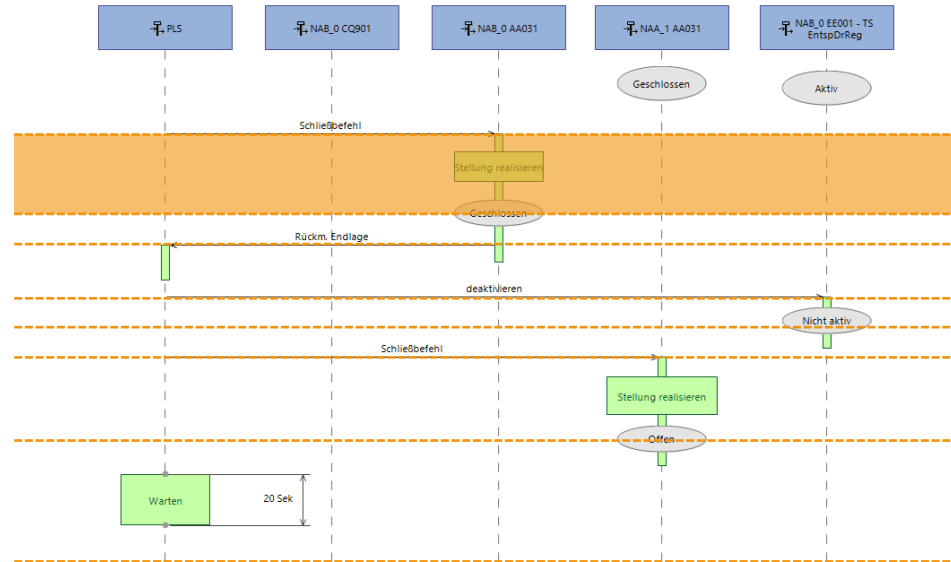 PLS
NAB_0 CQ901
NAB_0 AA031
NAA_1 AA031
NAB_0 EE001 - TS
EntspDrReg
Geschlossen
Aktiv
Schließbefehl
Stellung realisieren
Geschlossen
Rückm. Endlage
deaktivieren
Nicht aktiv
Schließbefehl
Stellung realisieren
Offen
Warten
20 Sek